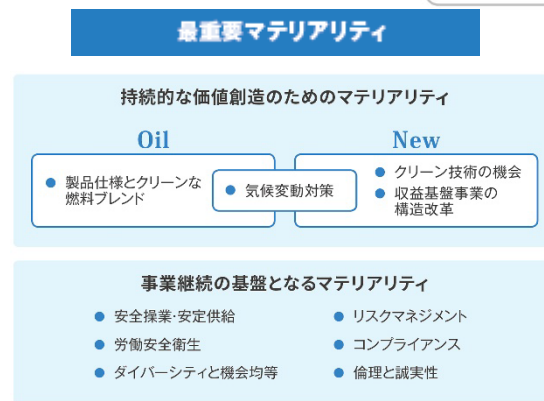 最重要マテリアリティ
持続的な価値創造のためのマテリアリティ
Oil
New
● 製品仕様とクリーンな
燃料ブレンド
● 気候変動対策
● クリーン技術の機会
● 収益基盤事業の
構造改革
事業継続の基盤となるマテリアリティ
● 安全操業・安定供給
● 労働安全衛生
● ダイバーシティと機会均等
● リスクマネジメント
● コンプライアンス
● 倫理と誠実性